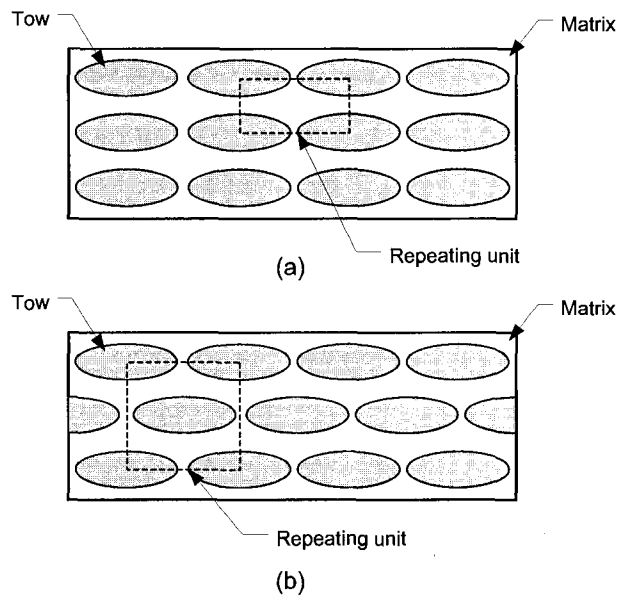 Tow
Matrix
Repeating unit
(a)
Tow
Matrix
Repeating unit
(b)